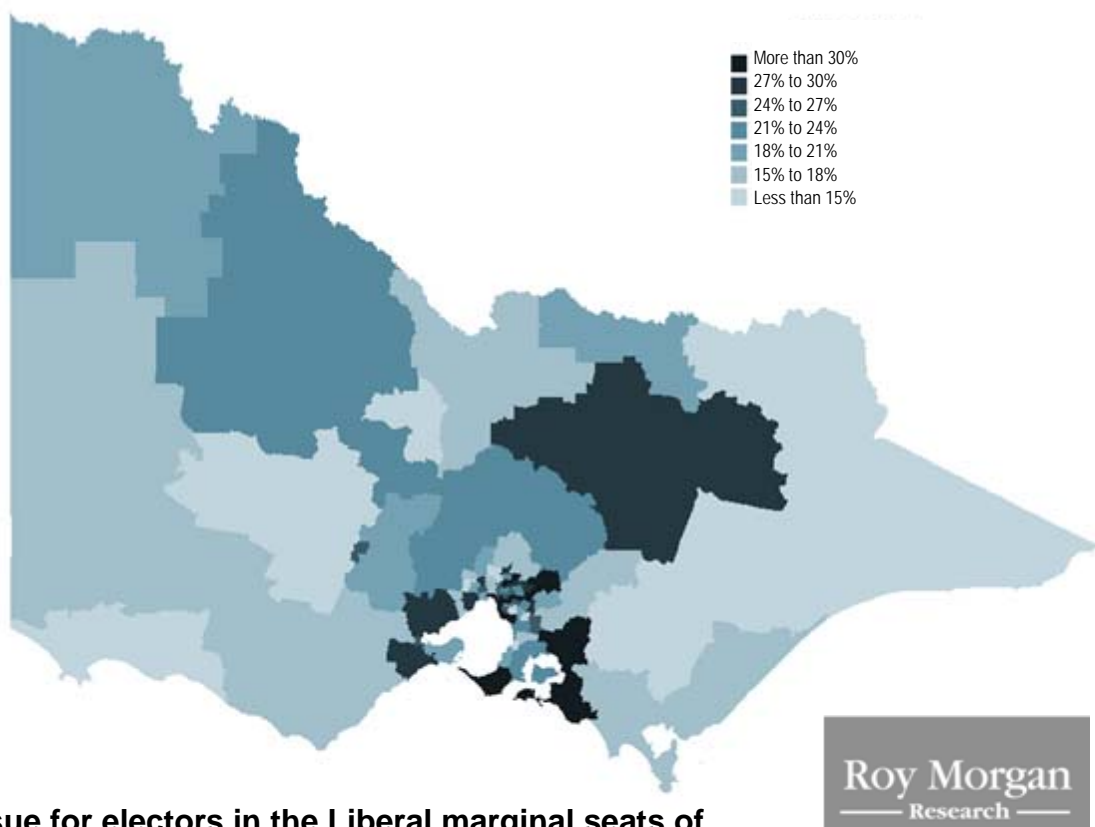 More than 30%
27% to 30%
24% to 27%
21% to 24%
18% to 21%
15% to 18%
Less than 15%
Roy Morgan
Research
for electors in the Liberal marginal seats of